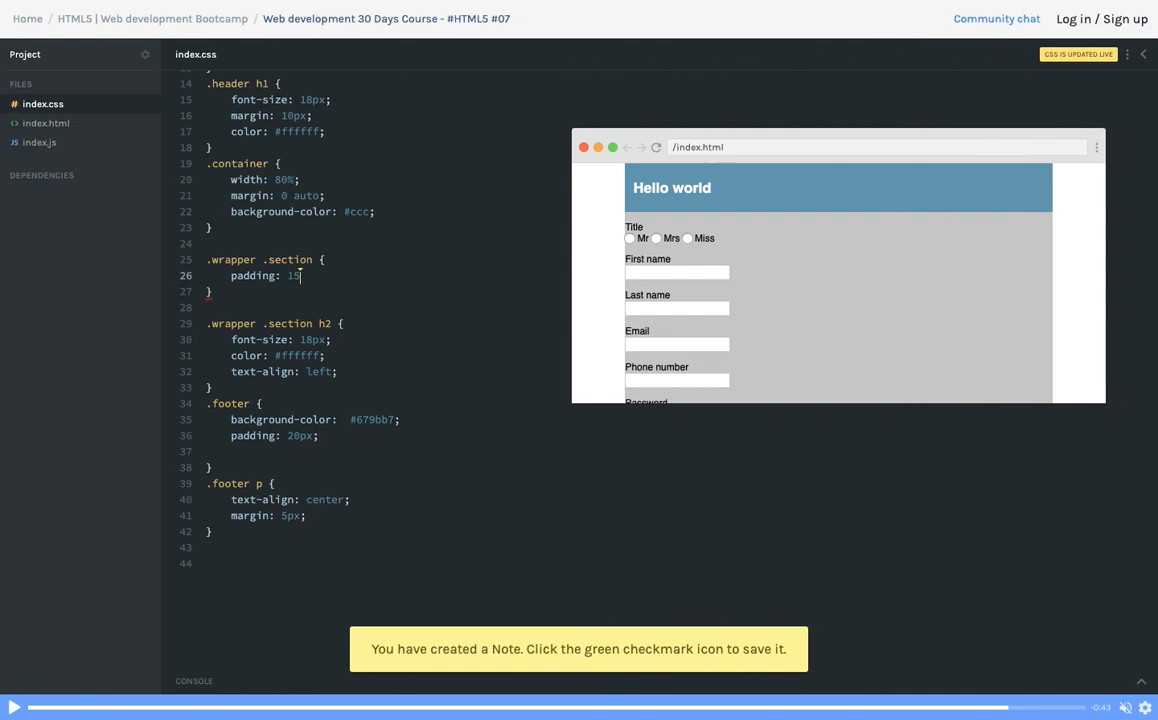 Home / HTML5 | Web development Bootcamp / Web development 30 Days Course - #HTML5 #07
Community chat
Log in / Sign up
Project
index.css
CSS IS UPDATED LIVE
FILES
# index.css
<> index.html
JS index.js
DEPENDENCIES
14 .header h1 {
15 font-size: 18px;
16 margin: 10px;
17 color: #ffffff;
18 }
19 .container {
20 width: 80%;
21 margin: 0 auto;
22 background-color: #ccc;
23 }
24
25 .wrapper .section {
26 padding: 15
27 }
28
29 .wrapper .section h2 {
30 font-size: 18px;
31 color: #ffffff;
32 text-align: left;
33 }
34 .footer {
35 background-color:  #679bb7;
36 padding: 20px;
37
38 }
39 .footer p {
40 text-align: center;
41 margin: 5px;
42 }
43
44
/index.html
Hello world
Title
Mr Mrs Miss
First name
Last name
Email
Phone number
Password
You have created a Note. Click the green checkmark icon to save it.
CONSOLE
-0:43